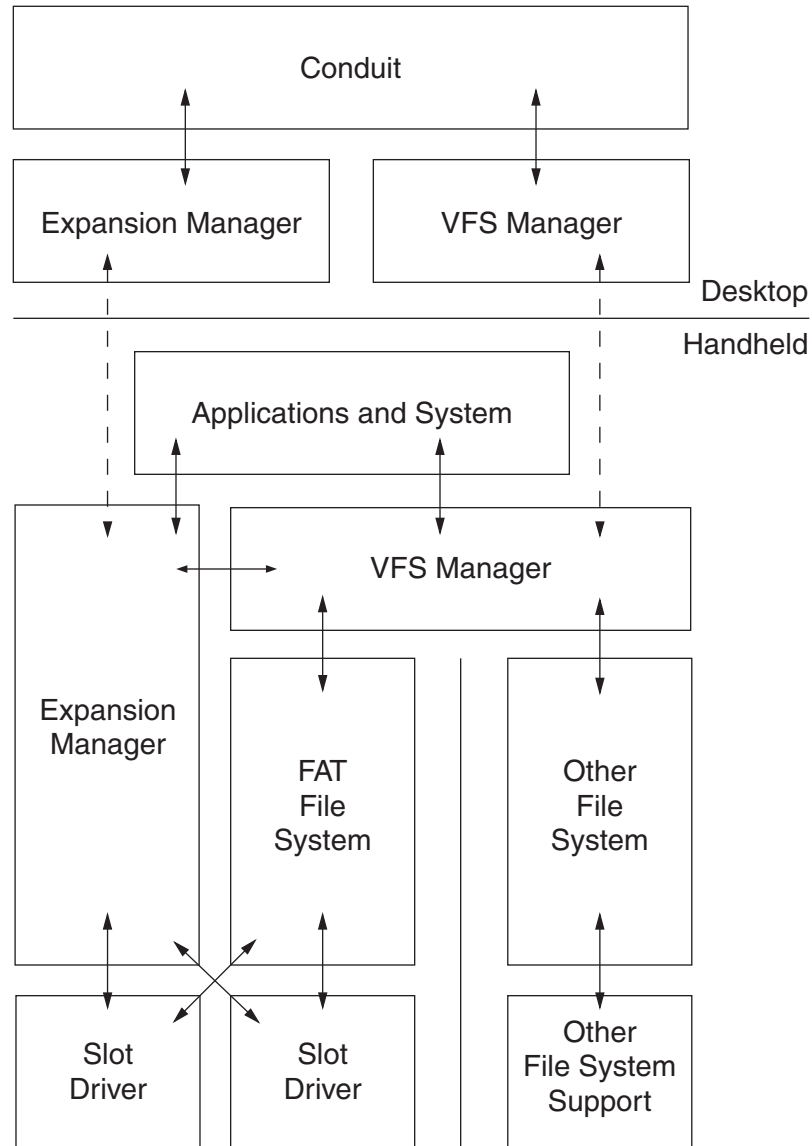 Conduit
Expansion Manager
VFS Manager
Desktop
Handheld
Applications and System
VFS Manager
Expansion
Manager
FAT
File
System
Other
File
System
Slot
Driver
Slot
Driver
Other
File System
Support